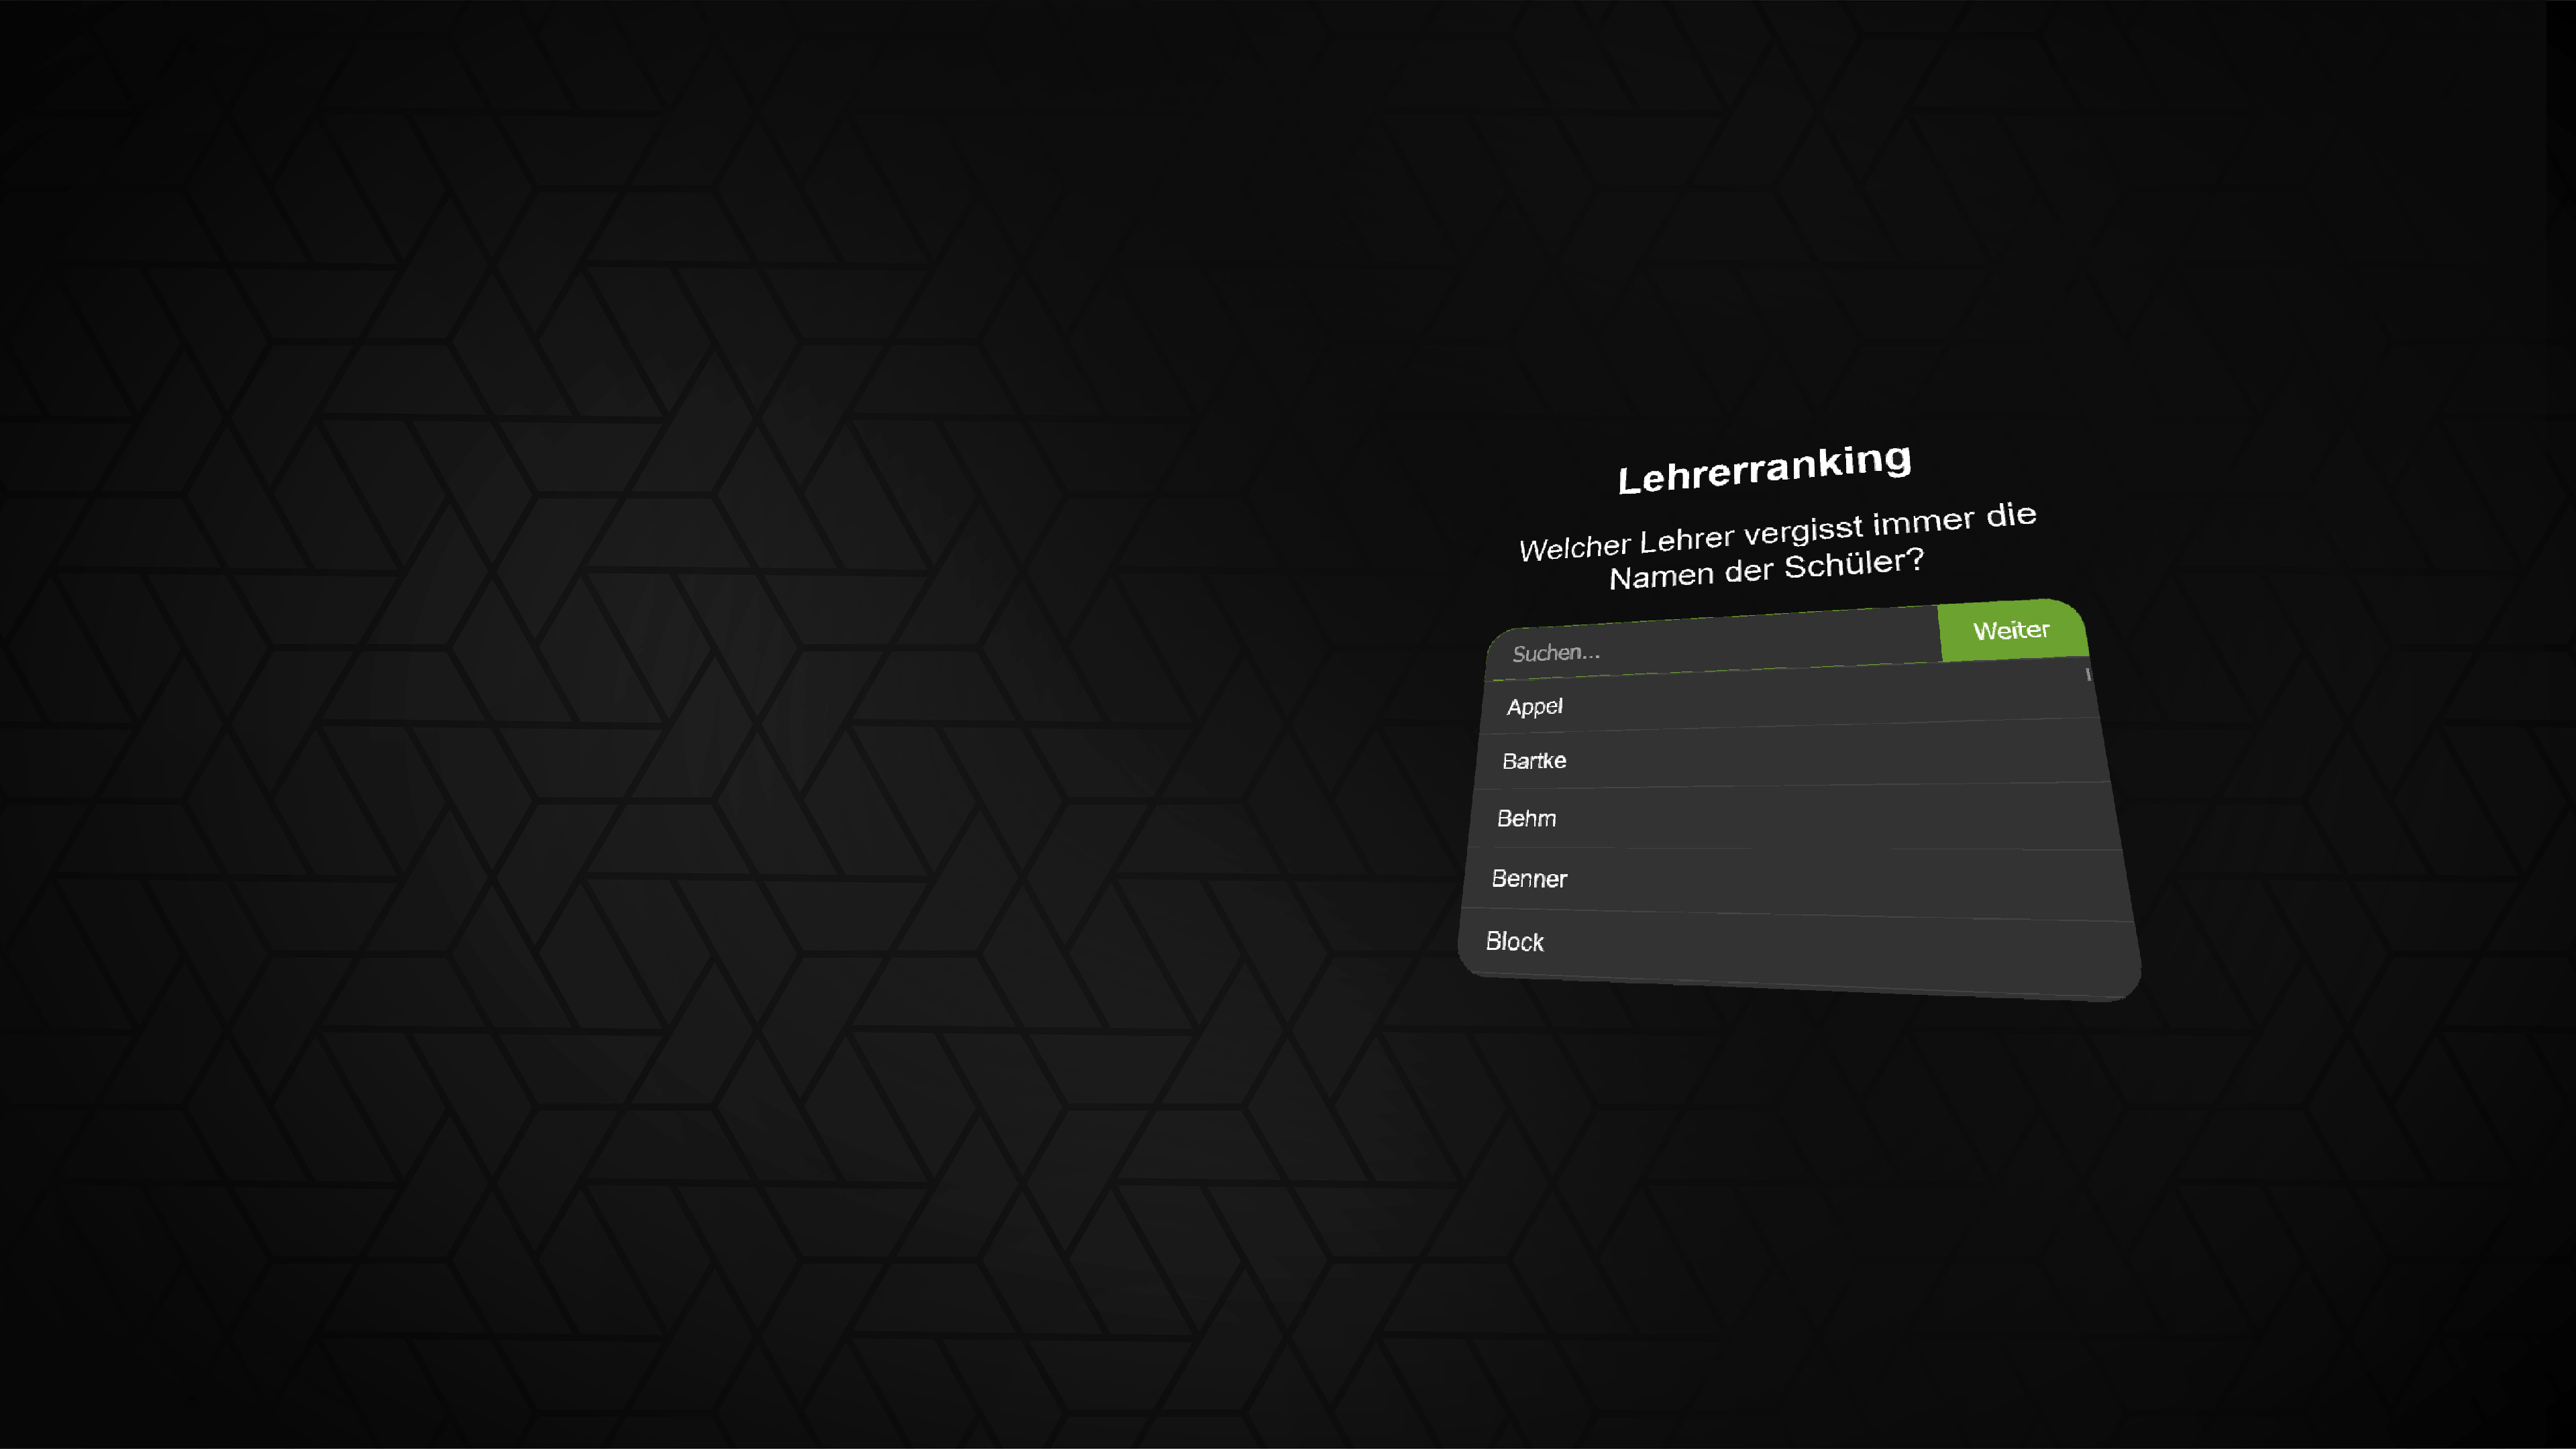 Lehrerranking
Welcher Lehrer vergisst immer die
Namen der Schüler?
Suchen...
Weiter
Appel
Bartke
Behm
Benner
Block